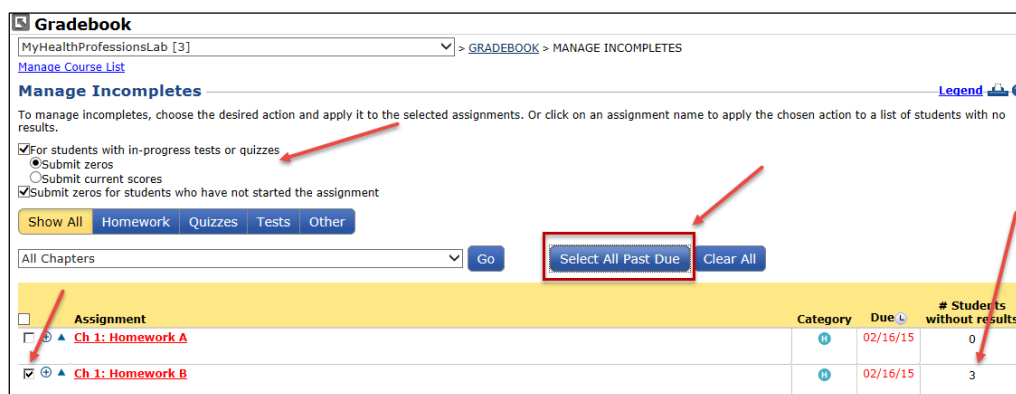 Gradebook
MyHealthProfessionsLab [3] > GRADEBOOK > MANAGE INCOMPLETES
Manage Course List
Manage Incompletes Legend
To manage incompletes, choose the desired action and apply it to the selected assignments. Or click on an assignment name to apply the chosen action to a list of students with no
results.
For students with in-progress tests or quizzes
Submit zeros
Submit current scores
Submit zeros for students who have not started the assignment
Show All Homework Quizzes Tests Other
All Chapters Go Select All Past Due Clear All
# Students
Assignment Category Due without results
Ch 1: Homework A H 02/16/15 0
Ch 1: Homework B H 02/16/15 3